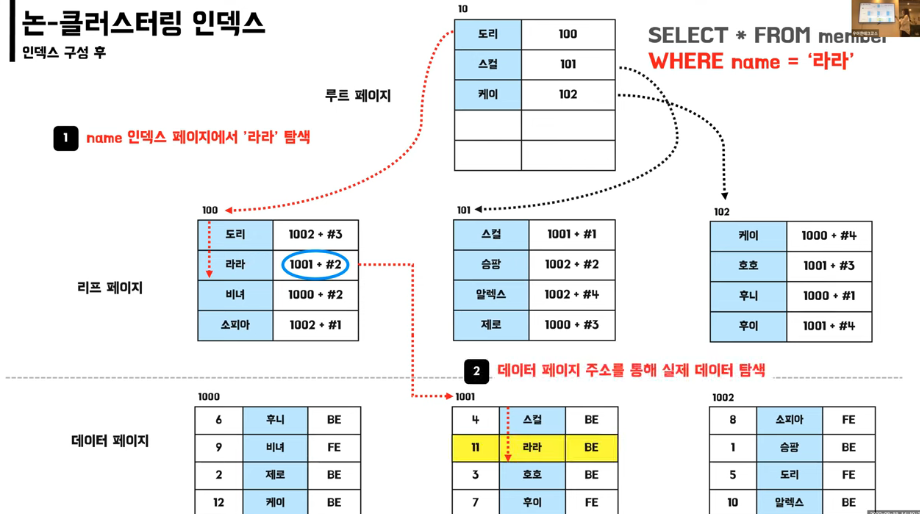 논-클러스터링 인덱스
인덱스 구성 후
SELECT * FROM member
WHERE name = ‘라라’
10
도리 100
스컬 101
케이 102
루트 페이지
1 name 인덱스 페이지에서 ’라라’ 탐색
100
도리 1002 + #3
라라 1001 + #2
비녀 1000 + #2
소피아 1002 + #1
101
스컬 1001 + #1
승팡 1002 + #2
알렉스 1002 + #4
제로 1000 + #3
102
케이 1000 + #4
호호 1001 + #3
후니 1000 + #1
후이 1001 + #4
리프 페이지
2 데이터 페이지 주소를 통해 실제 데이터 탐색
데이터 페이지
1000
6 후니 BE
9 비녀 FE
2 제로 BE
12 케이 BE
1001
4 스컬 BE
11 라라 BE
3 호호 BE
7 후이 FE
1002
8 소피아 FE
1 승팡 BE
5 도리 FE
10 알렉스 BE